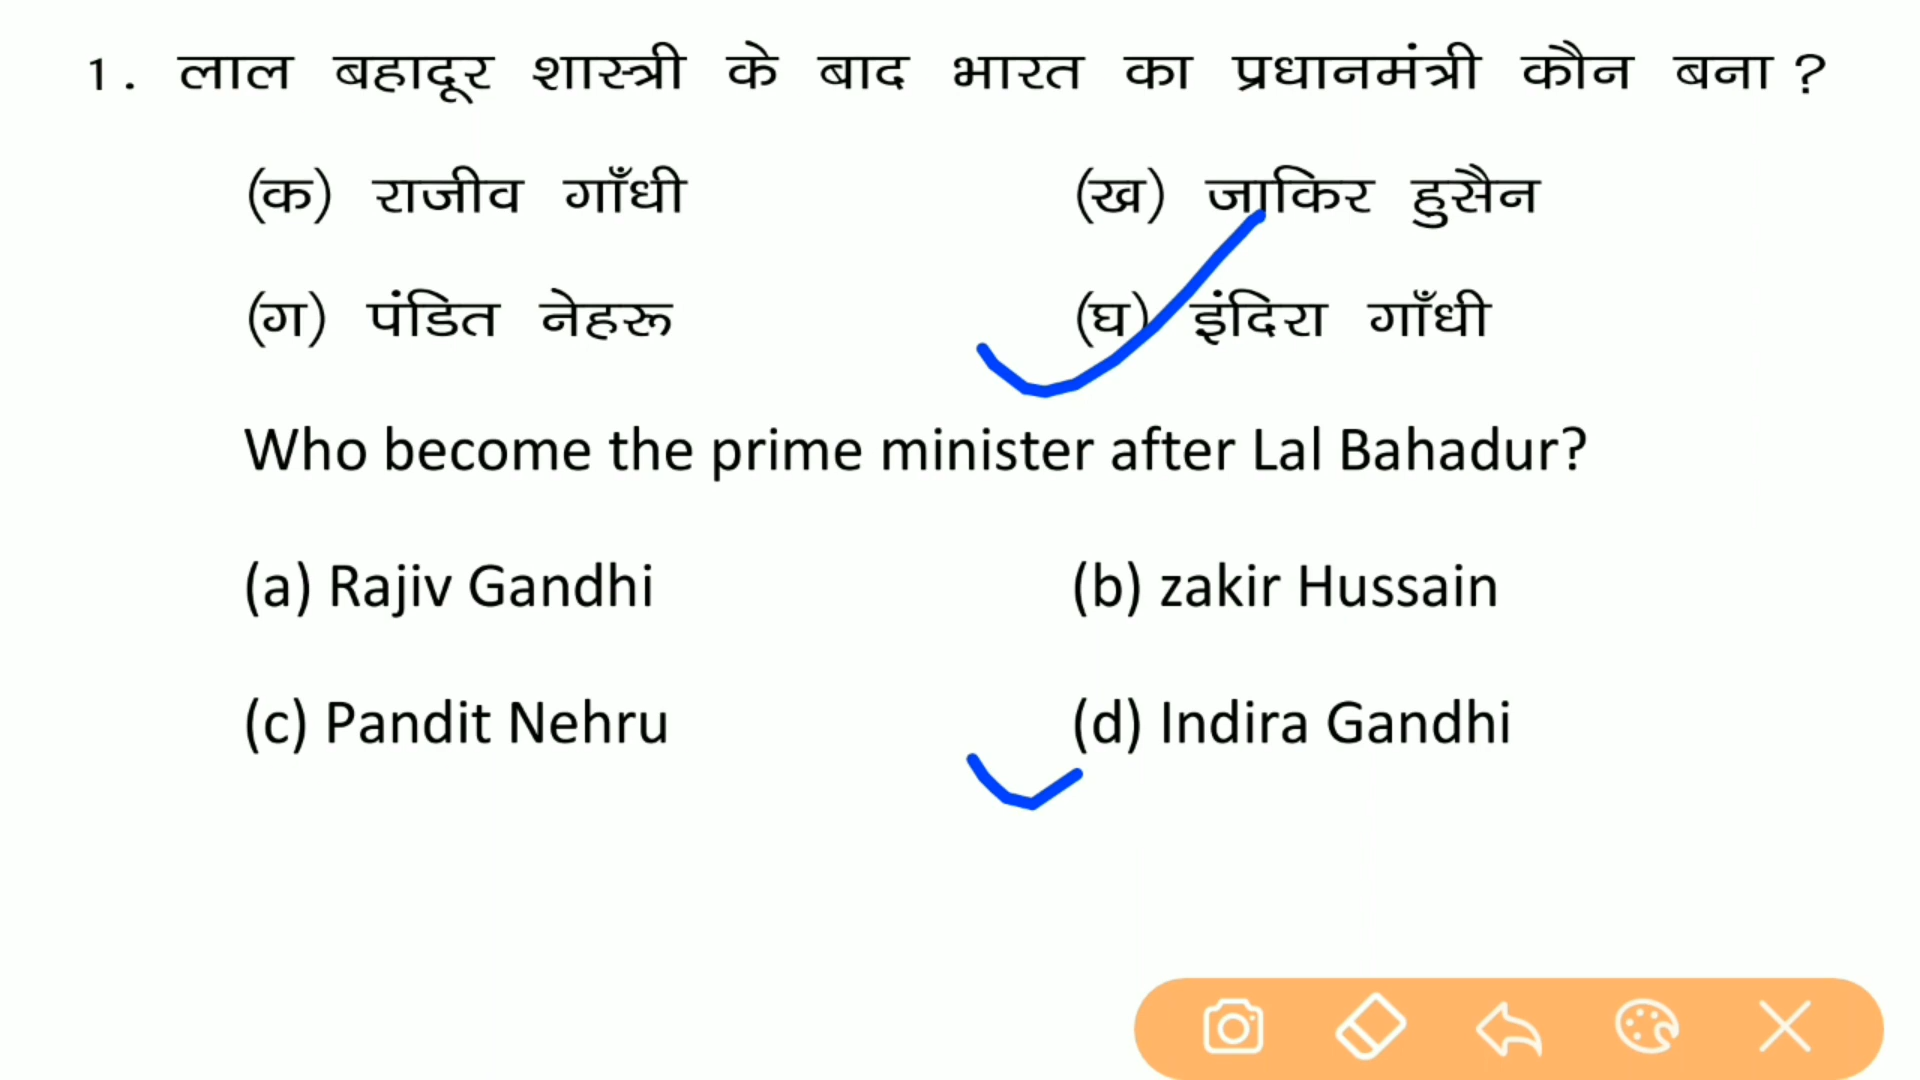 1. लाल बहादूर शास्त्री के बाद भारत का प्रधानमंत्री कौन बना ?
(क) राजीव गाँधी (ख) जाकिर हुसैन
(ग) पंडित नेहरू (घ) इंदिरा गाँधी
Who become the prime minister after Lal Bahadur?
(a) Rajiv Gandhi (b) zakir Hussain
(c) Pandit Nehru (d) Indira Gandhi